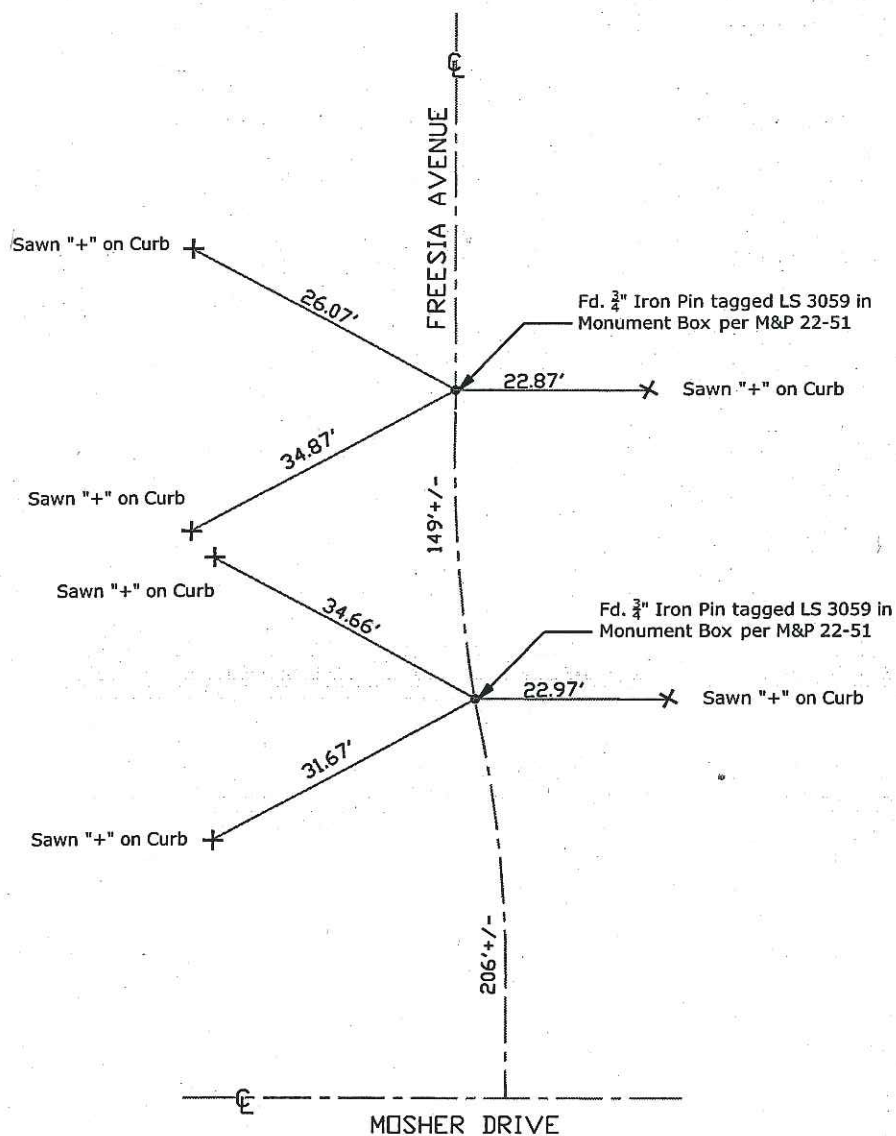 ℄
FREESIA AVENUE
Sawn "+" on Curb
26.07'
Fd. ¾" Iron Pin tagged LS 3059 in
Monument Box per M&P 22-51
22.87'
Sawn "+" on Curb
34.87'
Sawn "+" on Curb
149'+/-
Sawn "+" on Curb
34.66'
Fd. ¾" Iron Pin tagged LS 3059 in
Monument Box per M&P 22-51
22.97'
Sawn "+" on Curb
31.67'
Sawn "+" on Curb
206'+/-
℄
MOSHER DRIVE